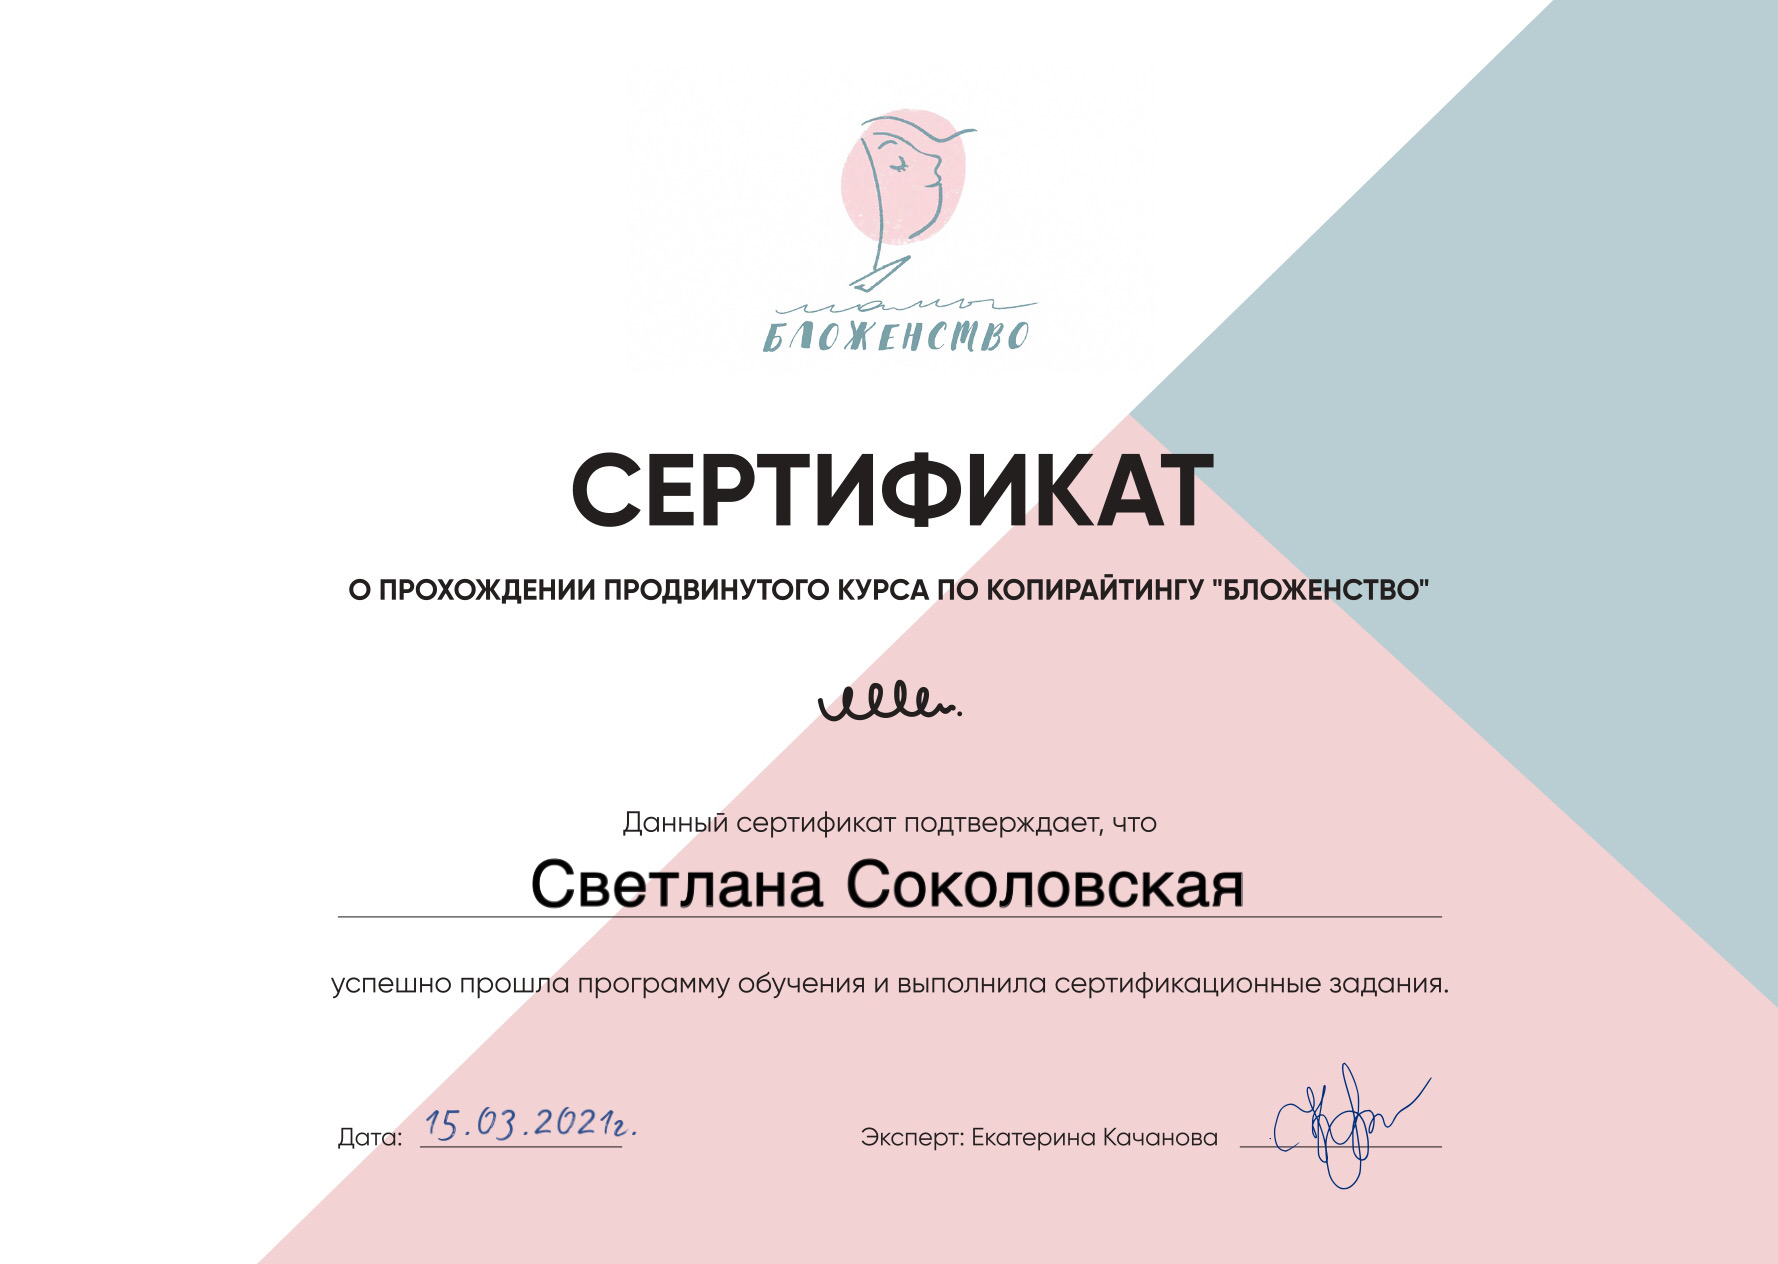 мамы
БЛОЖЕНСТВО
СЕРТИФИКАТ
О ПРОХОЖДЕНИИ ПРОДВИНУТОГО КУРСА ПО КОПИРАЙТИНГУ "БЛОЖЕНСТВО"
Данный сертификат подтверждает, что
Светлана Соколовская
успешно прошла программу обучения и выполнила сертификационные задания.
Дата: 15.03.2021г.
Эксперт: Екатерина Качанова